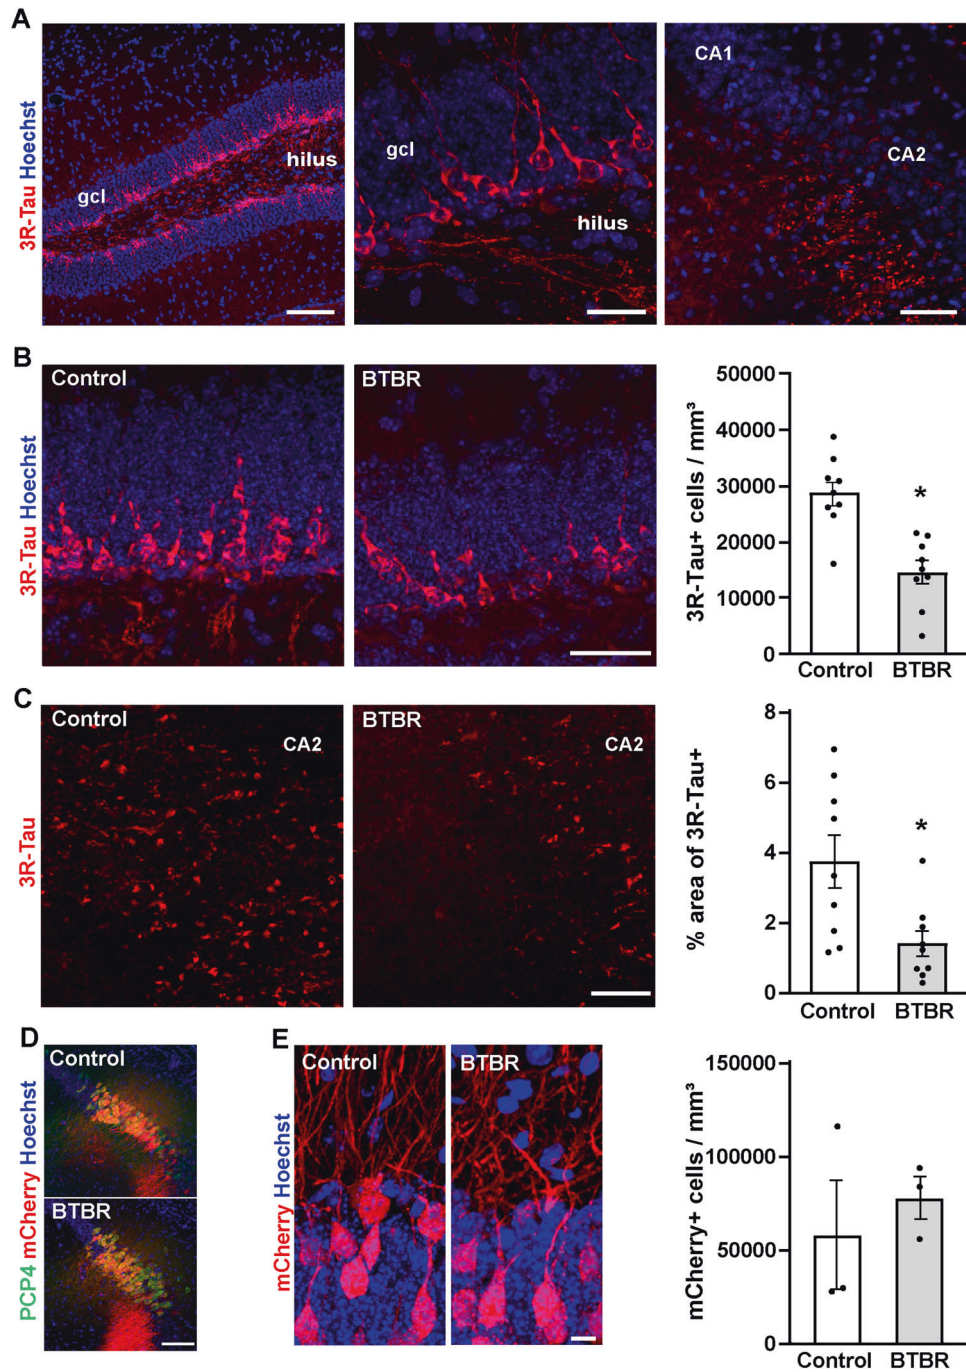 A
3R-Tau Hoechst
gcl
hilus
gcl
hilus
CA1
CA2
B
3R-Tau Hoechst
Control
BTBR
3R-Tau+ cells / mm³
50000
40000
30000
20000
10000
0
*
Control
BTBR
C
3R-Tau
Control
CA2
BTBR
CA2
% area of 3R-Tau+
8
6
4
2
0
*
Control
BTBR
D
PCP4 mCherry Hoechst
Control
BTBR
E
mCherry Hoechst
Control
BTBR
mCherry+ cells / mm³
150000
100000
50000
0
Control
BTBR